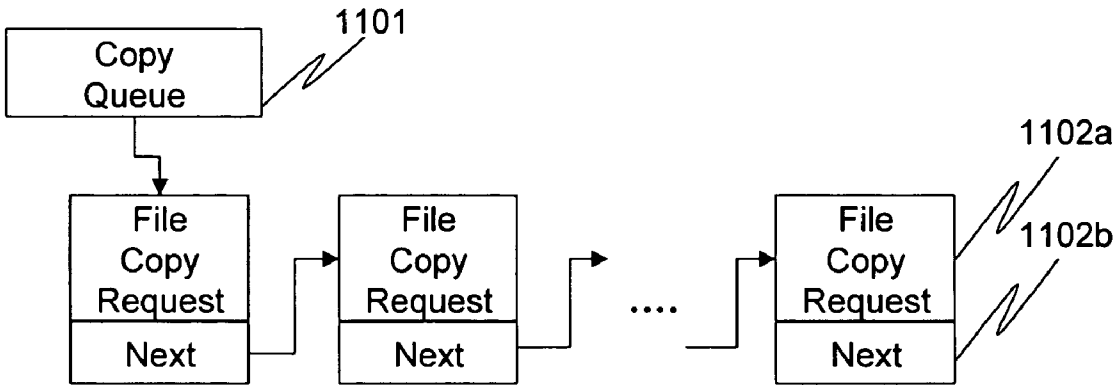 1101
Copy
Queue
1102a
File
Copy
Request
Next
File
Copy
Request
Next
....
File
Copy
Request
Next
1102b